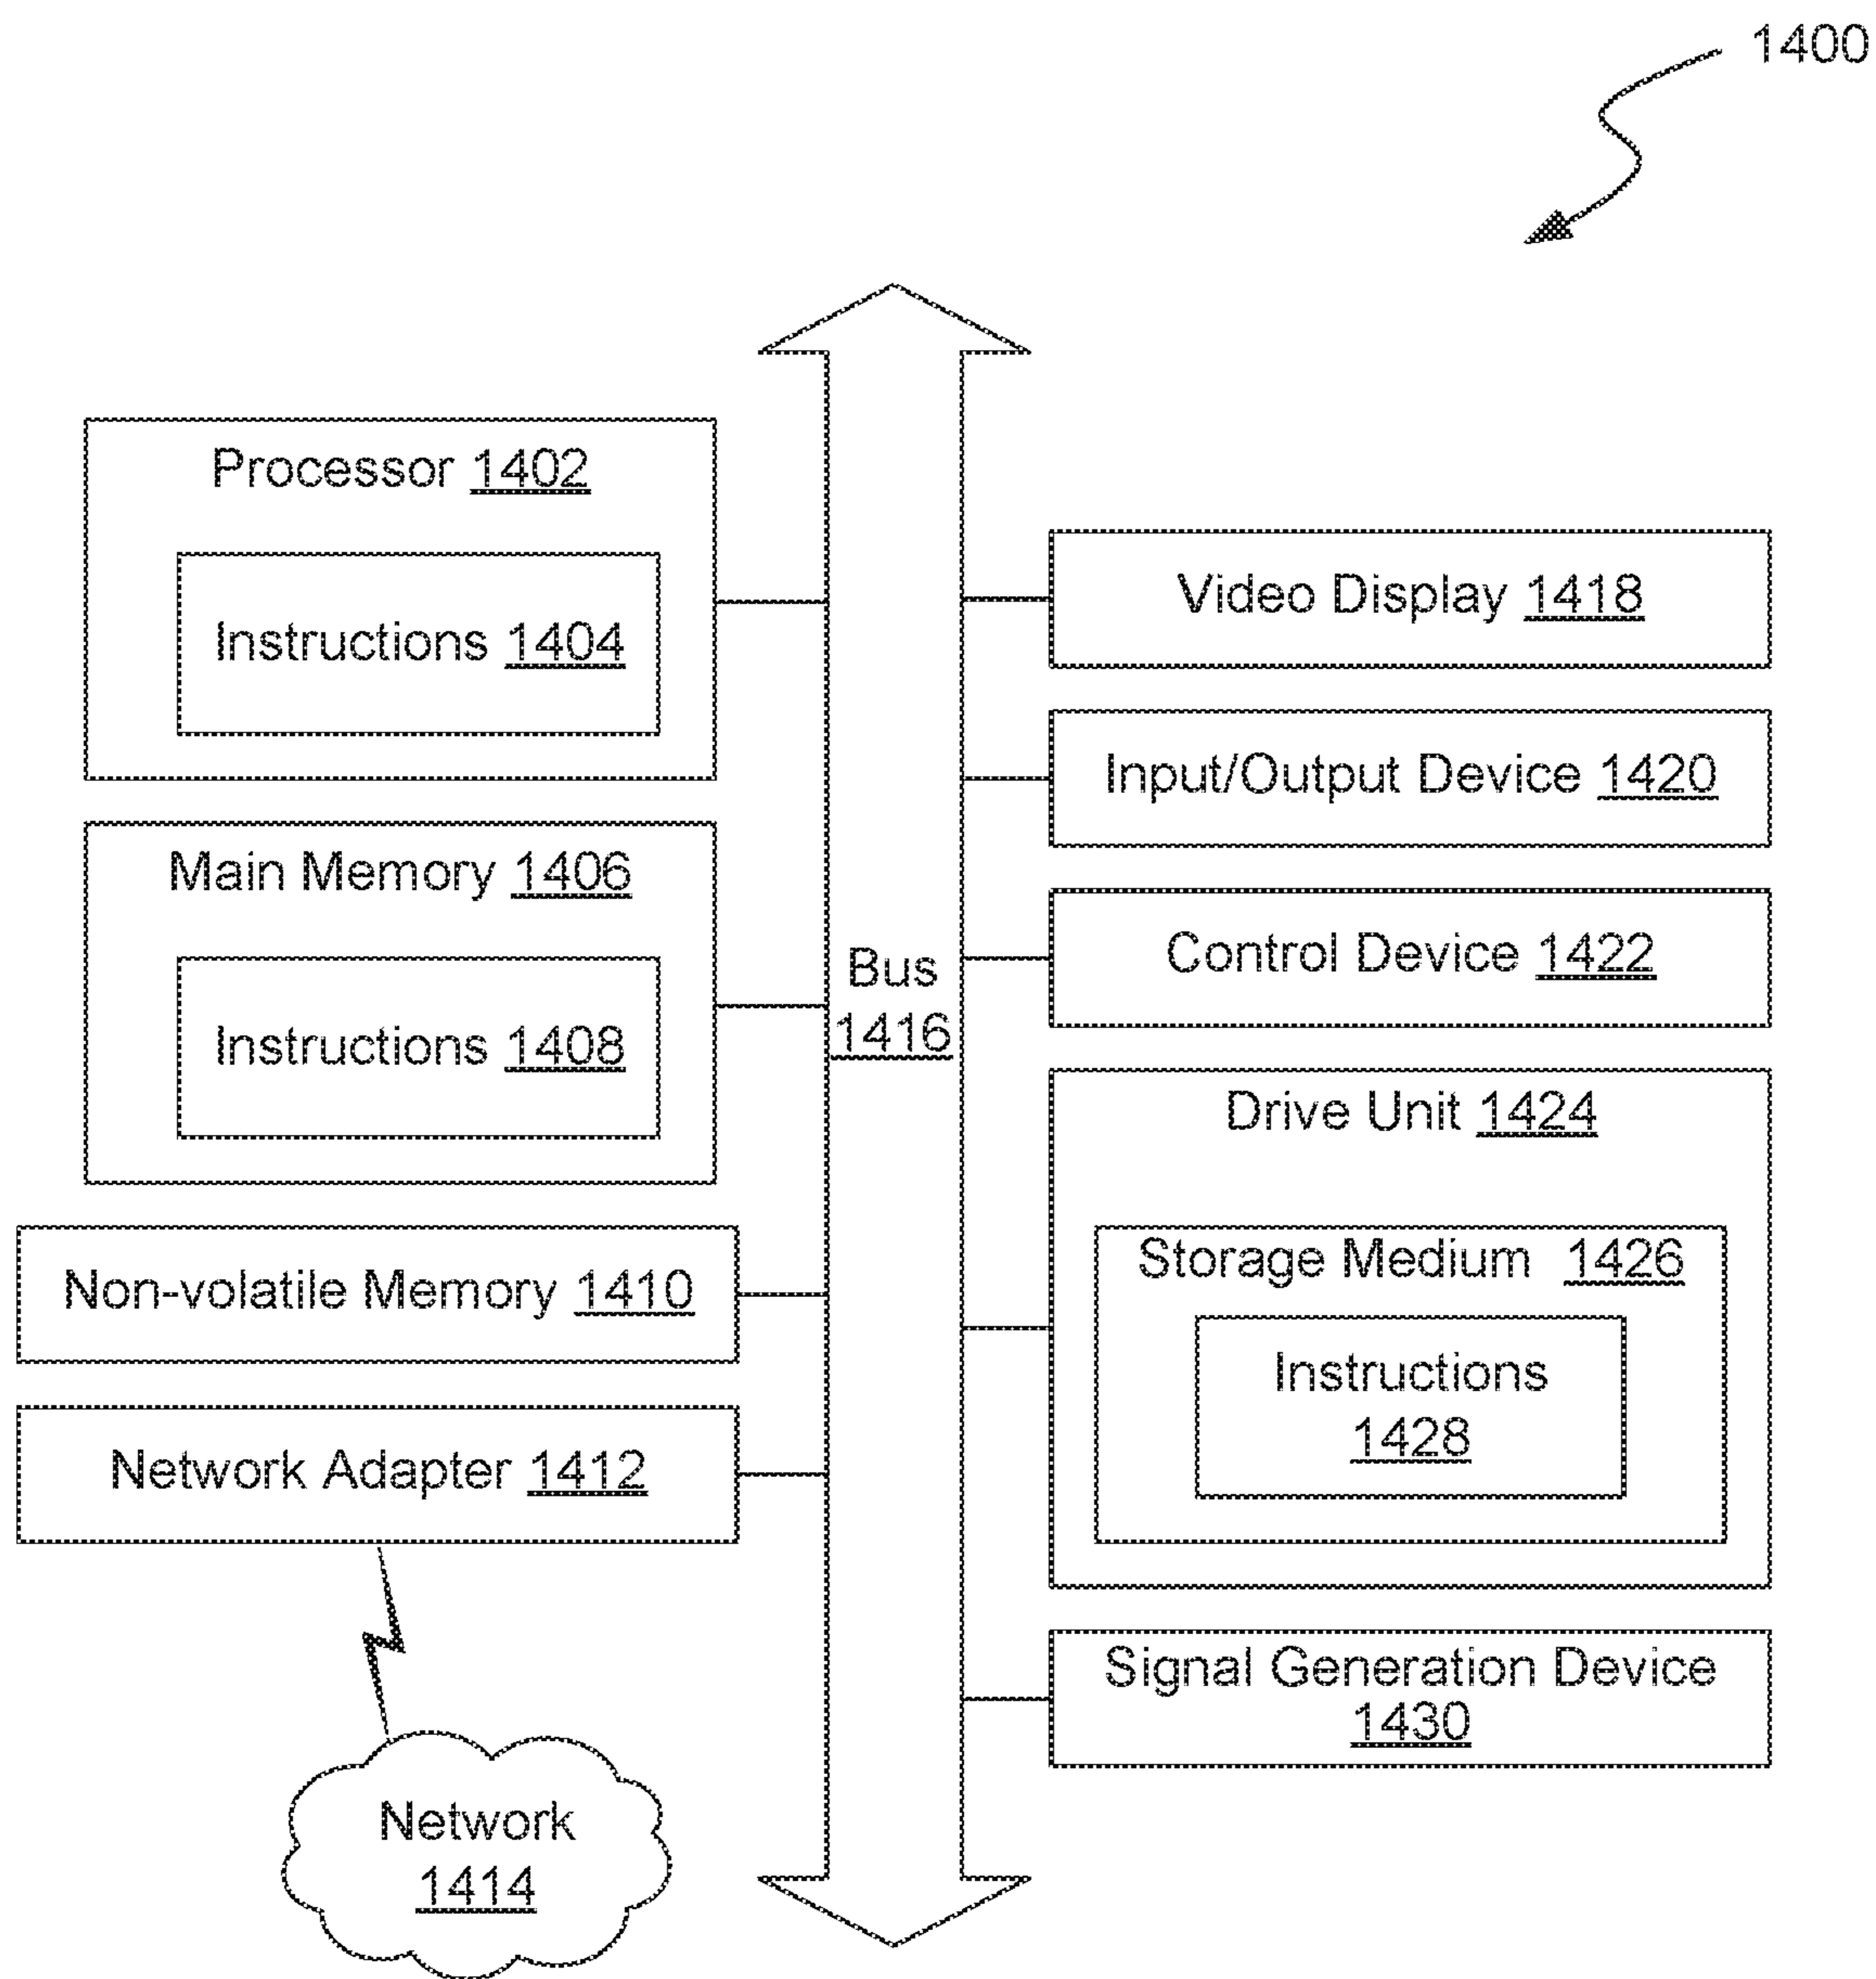 1400
Processor 1402
Instructions 1404
Main Memory 1406
Instructions 1408
Non-volatile Memory 1410
Network Adapter 1412
Network
1414
Bus
1416
Video Display 1418
Input/Output Device 1420
Control Device 1422
Drive Unit 1424
Storage Medium 1426
Instructions
1428
Signal Generation Device
1430